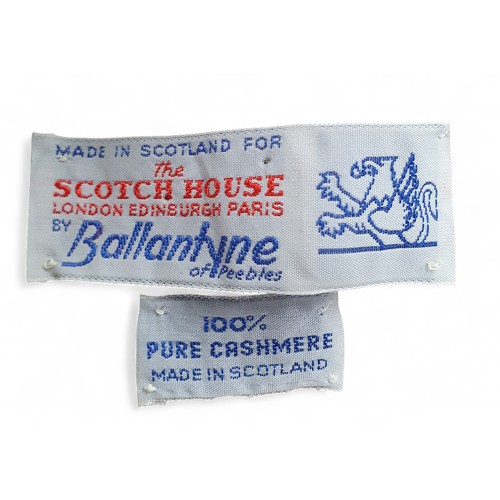 MADE IN SCOTLAND FOR
The
SCOTCH HOUSE
LONDON EDINBURGH PARIS
BY
Ballantyne
of Peebles
100%
PURE CASHMERE
MADE IN SCOTLAND